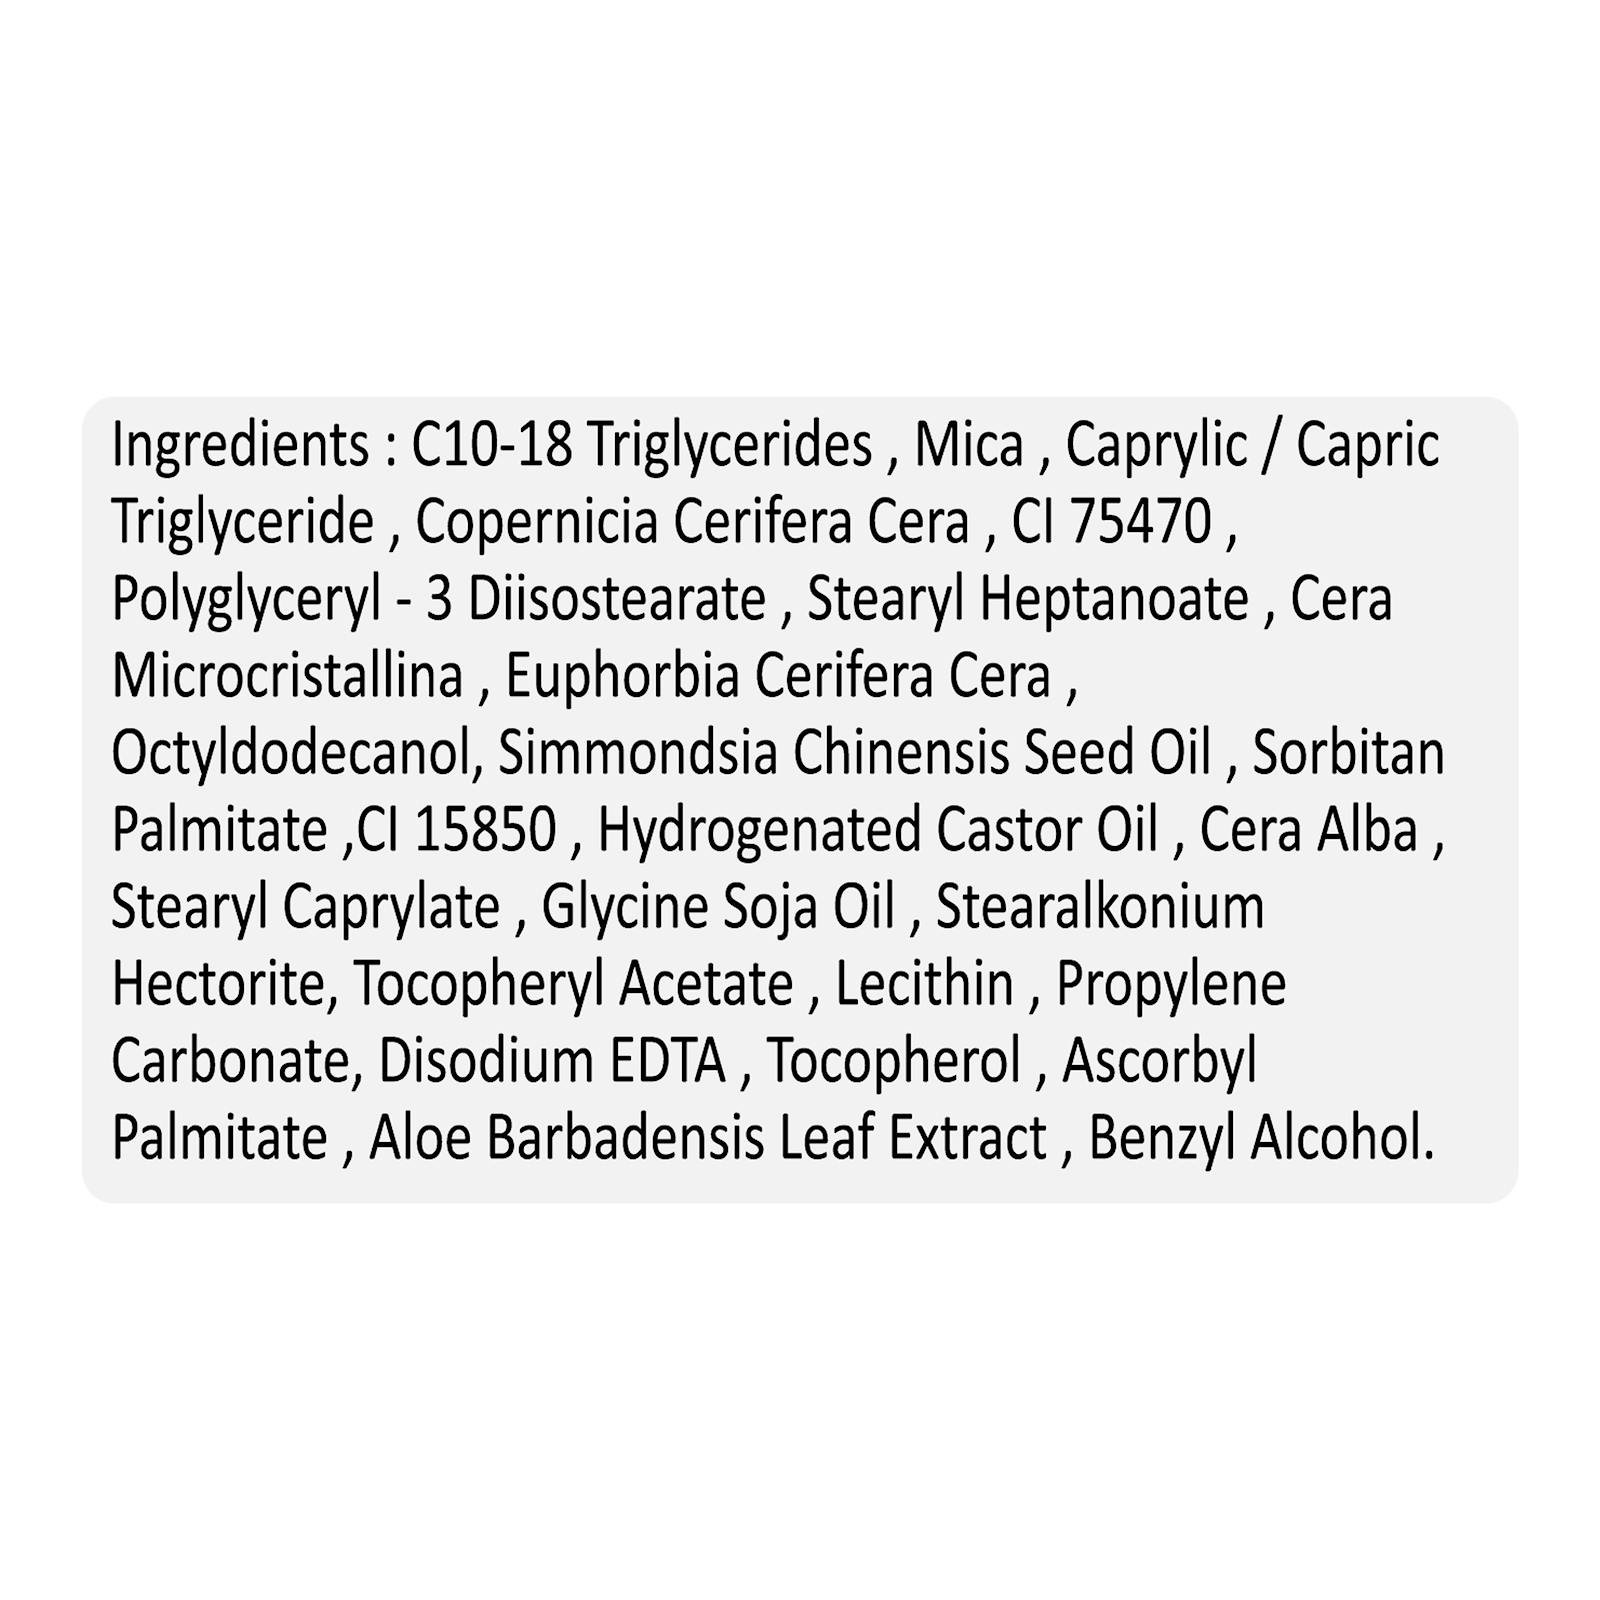 Ingredients : C10-18 Triglycerides , Mica , Caprylic / Capric
Triglyceride , Copernicia Cerifera Cera , CI 75470 ,
Polyglyceryl - 3 Diisostearate , Stearyl Heptanoate , Cera
Microcristallina , Euphorbia Cerifera Cera ,
Octyldodecanol, Simmondsia Chinensis Seed Oil , Sorbitan
Palmitate ,CI 15850 , Hydrogenated Castor Oil , Cera Alba ,
Stearyl Caprylate , Glycine Soja Oil , Stearalkonium
Hectorite, Tocopheryl Acetate , Lecithin , Propylene
Carbonate, Disodium EDTA , Tocopherol , Ascorbyl
Palmitate , Aloe Barbadensis Leaf Extract , Benzyl Alcohol.